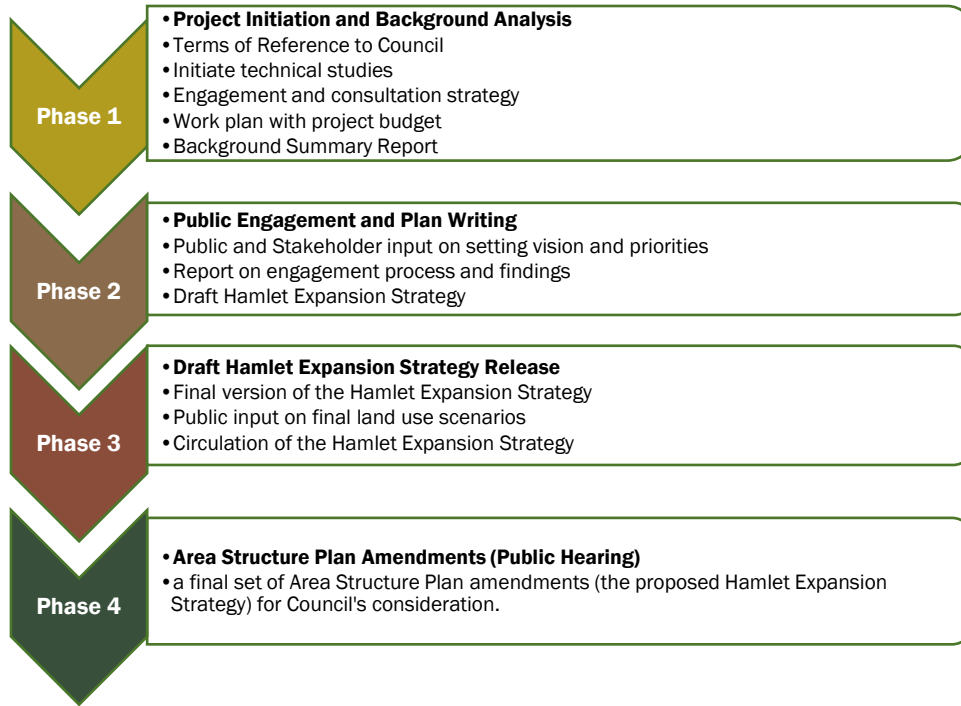 Phase 1
•Project Initiation and Background Analysis
•Terms of Reference to Council
•Initiate technical studies
•Engagement and consultation strategy
•Work plan with project budget
•Background Summary Report
Phase 2
•Public Engagement and Plan Writing
•Public and Stakeholder input on setting vision and priorities
•Report on engagement process and findings
•Draft Hamlet Expansion Strategy
Phase 3
•Draft Hamlet Expansion Strategy Release
•Final version of the Hamlet Expansion Strategy
•Public input on final land use scenarios
•Circulation of the Hamlet Expansion Strategy
Phase 4
•Area Structure Plan Amendments (Public Hearing)
•a final set of Area Structure Plan amendments (the proposed Hamlet Expansion
Strategy) for Council's consideration.